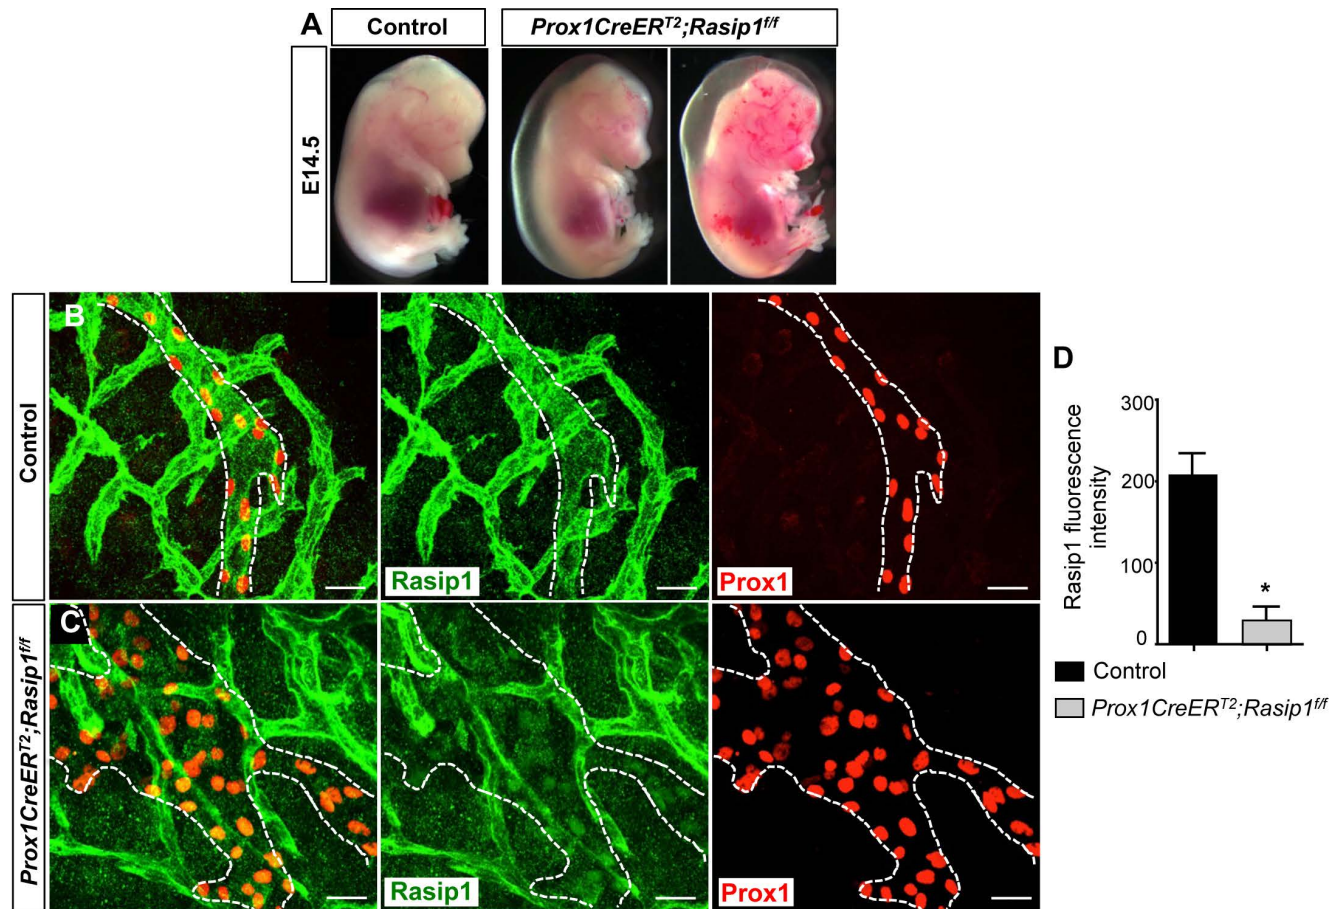 A
Control
Prox1CreERᵀ²;Rasip1ᶠ/ᶠ
E14.5
Control
B
Rasip1
Prox1
Prox1CreERᵀ²;Rasip1ᶠ/ᶠ
C
Rasip1
Prox1
D
Rasip1 fluorescence
intensity
300
200
100
0
*
Control
Prox1CreERᵀ²;Rasip1ᶠ/ᶠ